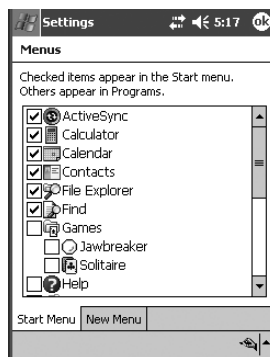 Settings 5:17 ok
Menus
Checked items appear in the Start menu.
Others appear in Programs.
ActiveSync
Calculator
Calendar
Contacts
File Explorer
Find
Games
Jawbreaker
Solitaire
Help
Start Menu New Menu